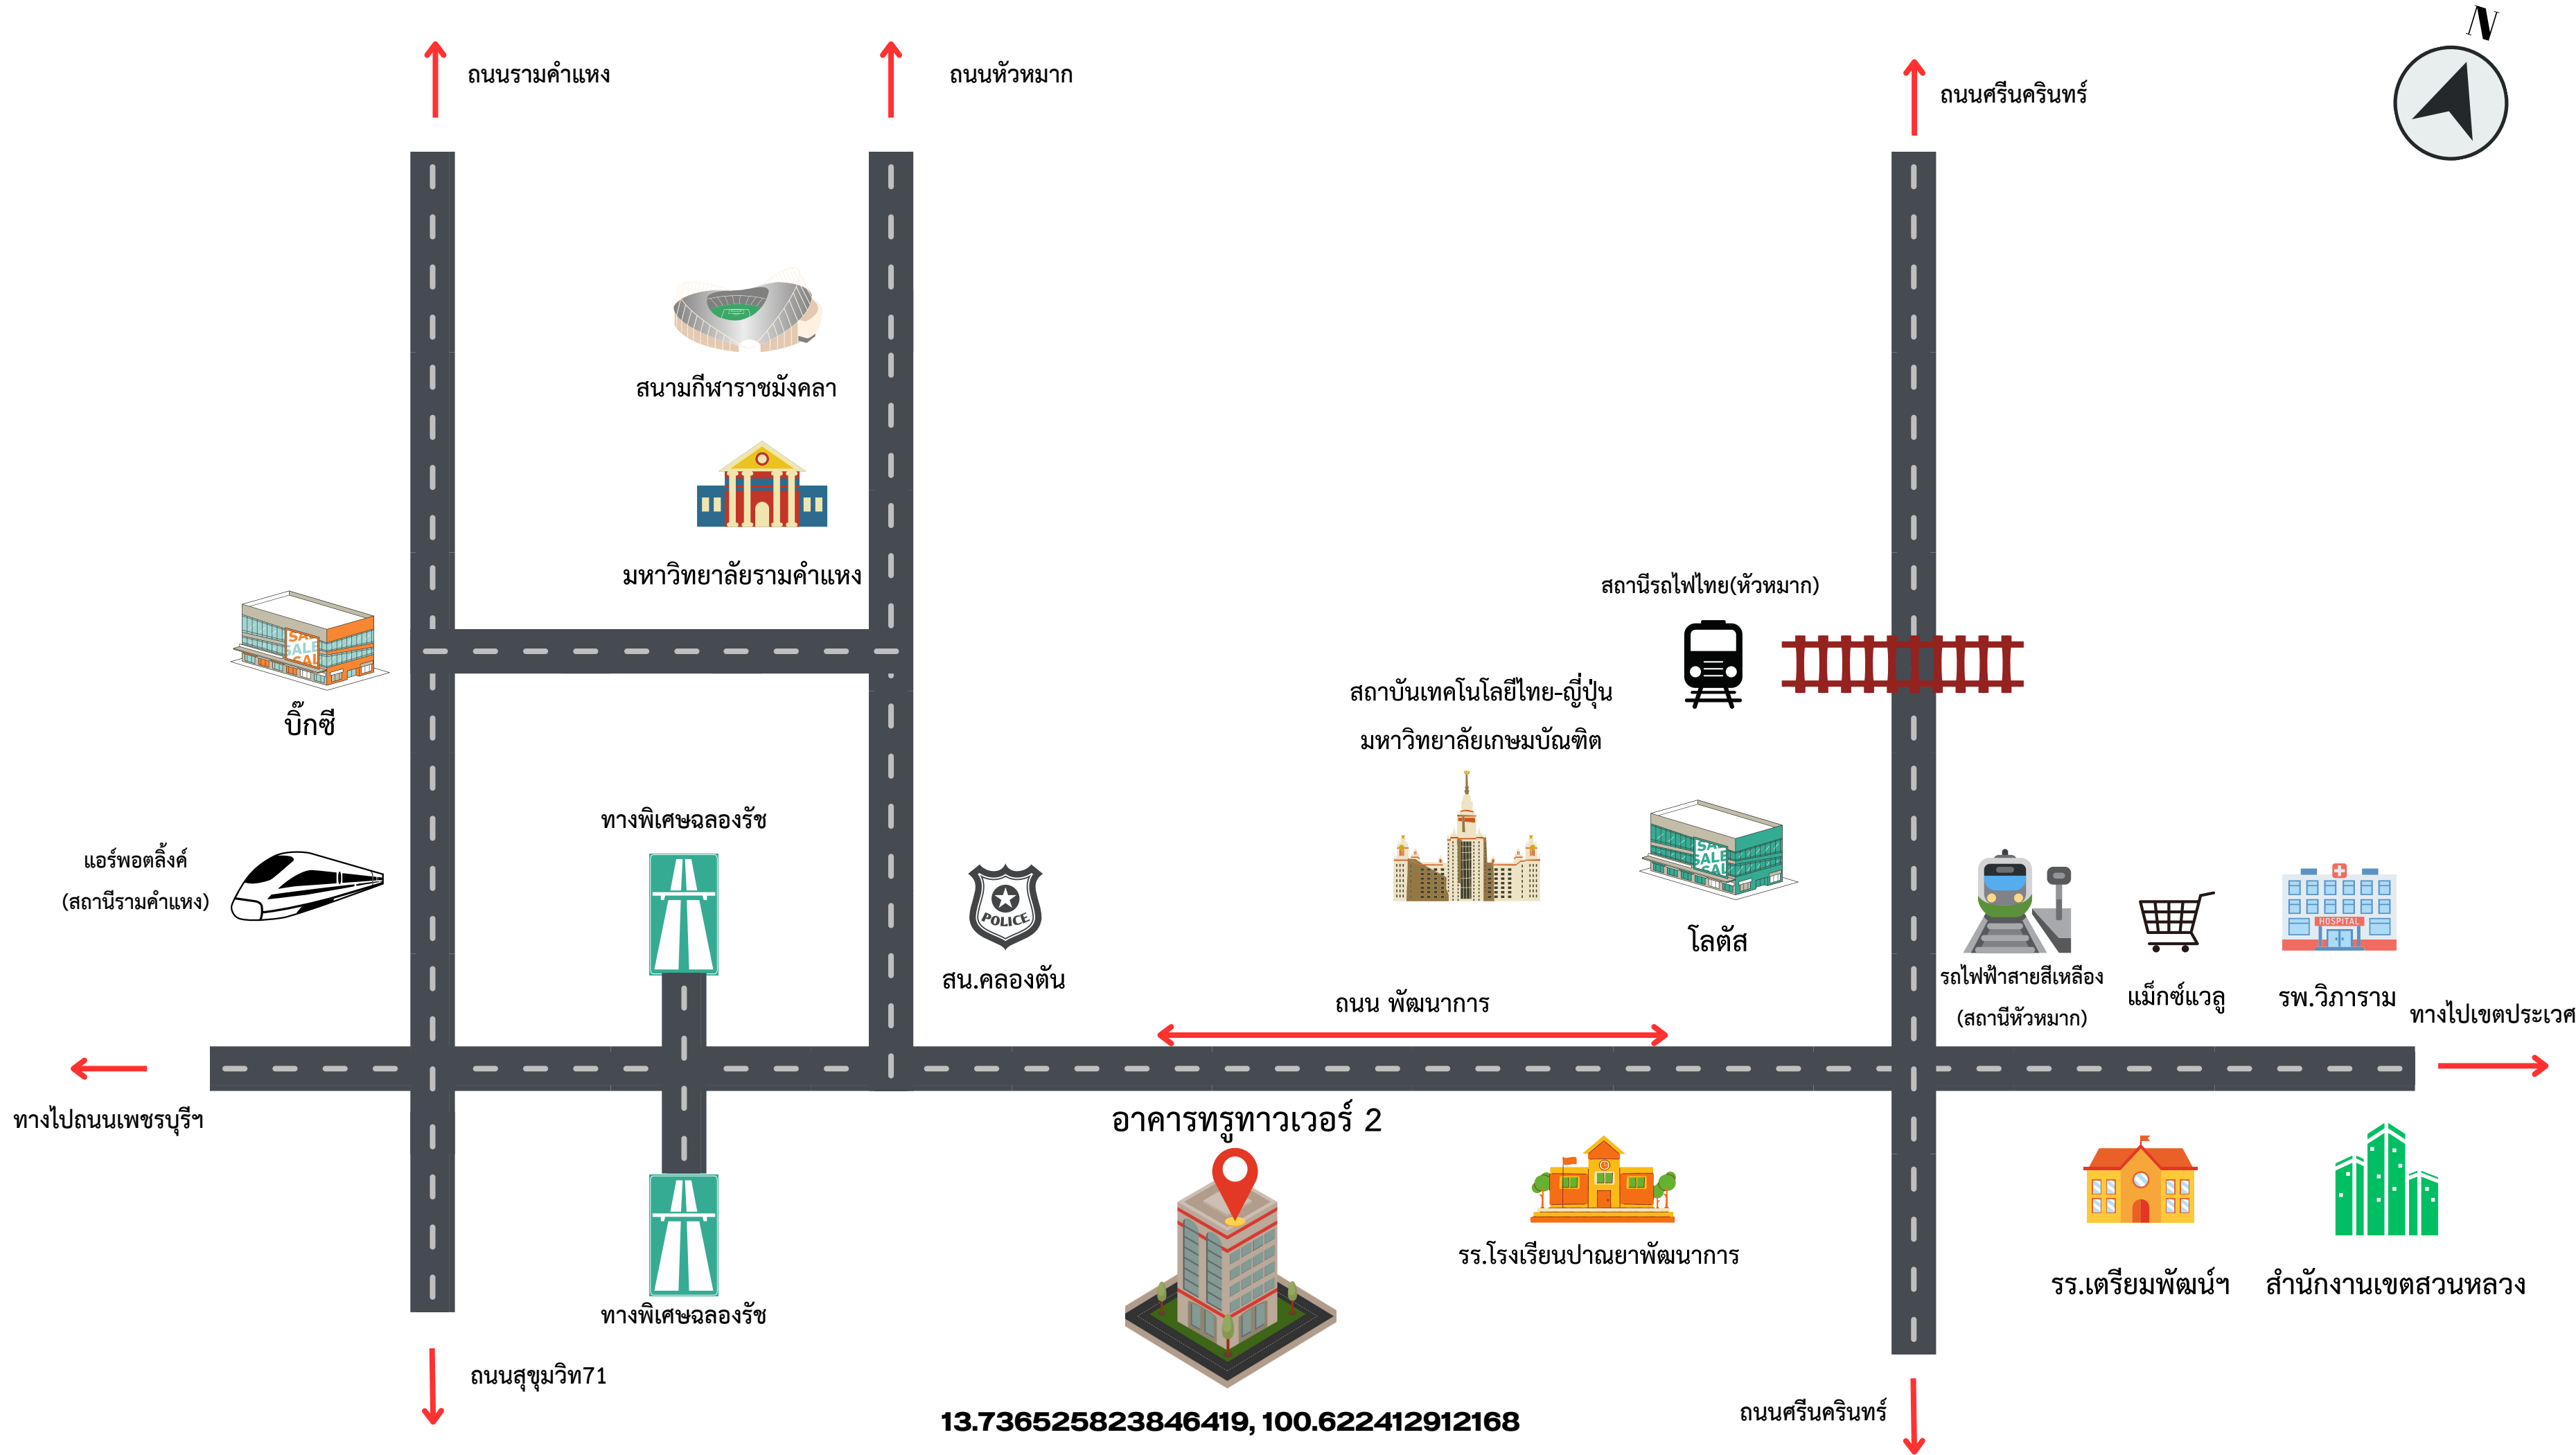 N
ถนนรามคำแหง
ถนนหัวหมาก
ถนนศรีนครินทร์
สนามกีฬาราชมังคลา
มหาวิทยาลัยรามคำแหง
สถานีรถไฟไทย(หัวหมาก)
SALE
บิ๊กซี
สถาบันเทคโนโลยีไทย-ญี่ปุ่น
มหาวิทยาลัยเกษมบัณฑิต
ทางพิเศษฉลองรัช
แอร์พอตลิ้งค์
(สถานีรามคำแหง)
POLICE
สน.คลองตัน
SALE
โลตัส
HOSPITAL
รถไฟฟ้าสายสีเหลือง
(สถานีหัวหมาก)
แม็กซ์แวลู
รพ.วิภาราม
ทางไปเขตประเวศ
ถนน พัฒนาการ
ทางไปถนนเพชรบุรีฯ
อาคารทรูทาวเวอร์ 2
รร.โรงเรียนปาณยาพัฒนาการ
รร.เตรียมพัฒน์ฯ
สำนักงานเขตสวนหลวง
ทางพิเศษฉลองรัช
ถนนสุขุมวิท71
ถนนศรีนครินทร์
13.736525823846419, 100.622412912168